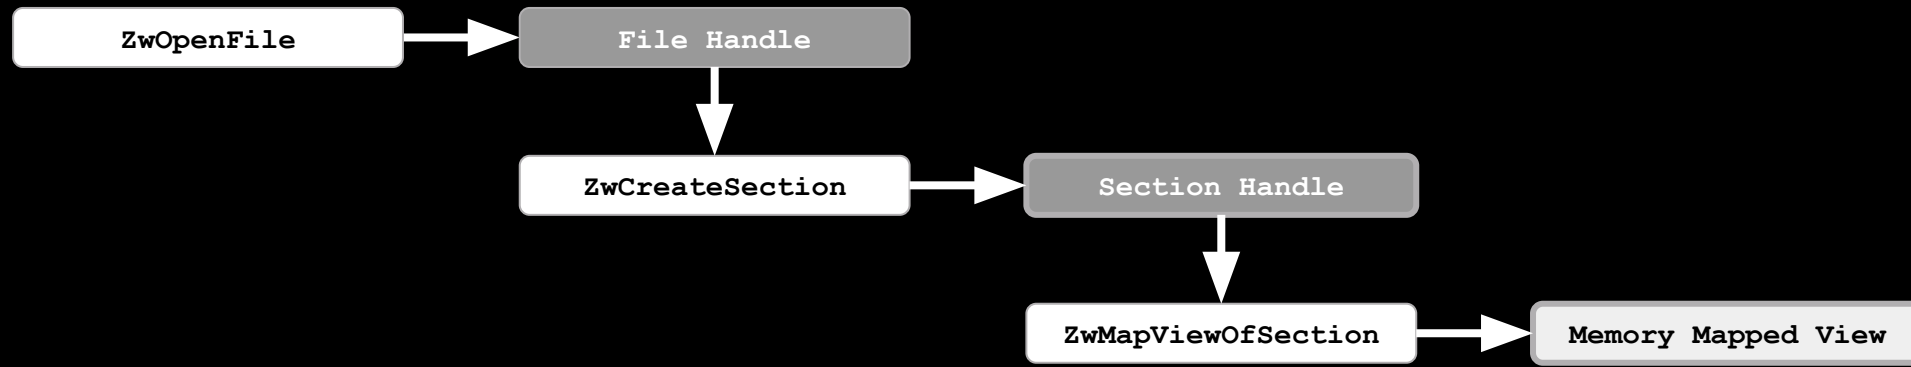 ZwOpenFile
File Handle
ZwCreateSection
Section Handle
ZwMapViewOfSection
Memory Mapped View